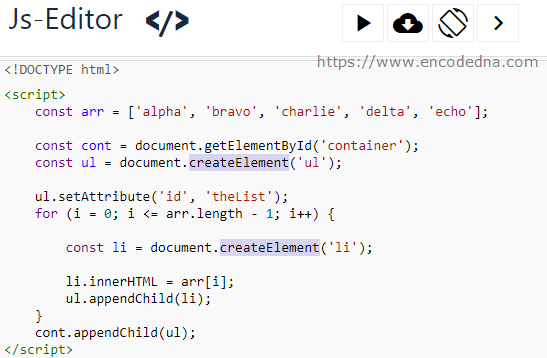 Js-Editor </>
https://www.encodedna.com
<!DOCTYPE html>
<script>
    const arr = ['alpha', 'bravo', 'charlie', 'delta', 'echo'];
    const cont = document.getElementById('container');
    const ul = document.createElement('ul');
    ul.setAttribute('id', 'theList');
    for (i = 0; i <= arr.length - 1; i++) {
        const li = document.createElement('li');
        li.innerHTML = arr[i];
        ul.appendChild(li);
    }
    cont.appendChild(ul);
</script>